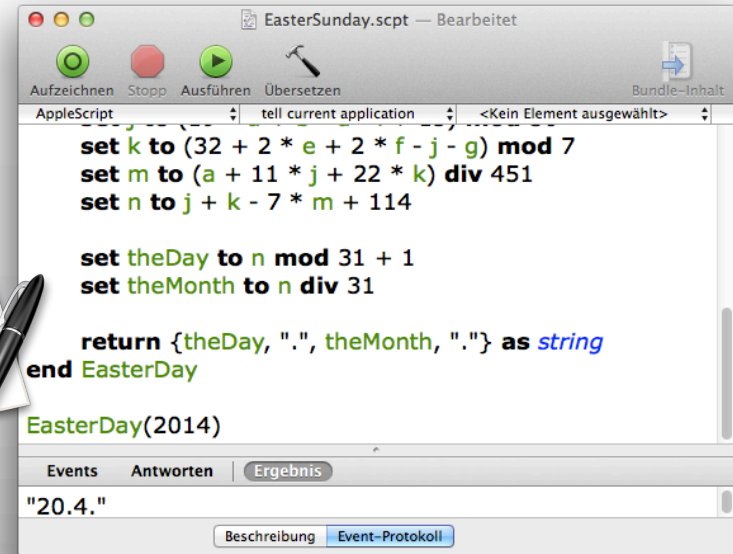 EasterSunday.scpt — Bearbeitet
Aufzeichnen Stopp Ausführen Übersetzen Bundle-Inhalt
AppleScript tell current application <Kein Element ausgewählt>
set k to (32 + 2 * e + 2 * f - j - g) mod 7
set m to (a + 11 * j + 22 * k) div 451
set n to j + k - 7 * m + 114
set theDay to n mod 31 + 1
set theMonth to n div 31
return {theDay, ".", theMonth, "."} as string
end EasterDay
EasterDay(2014)
Events Antworten Ergebnis
"20.4."
Beschreibung Event-Protokoll